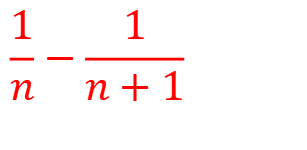 1/n − 1/(n + 1)